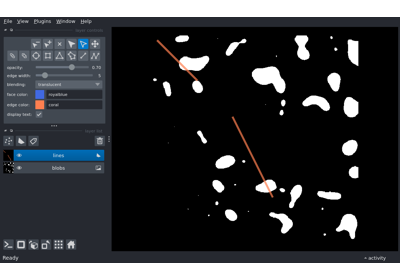 File View Plugins Window Help
opacity: 0.70
edge width: 5
blending: translucent
face color: royalblue
edge color: coral
display text:
lines
blobs
Ready
activity